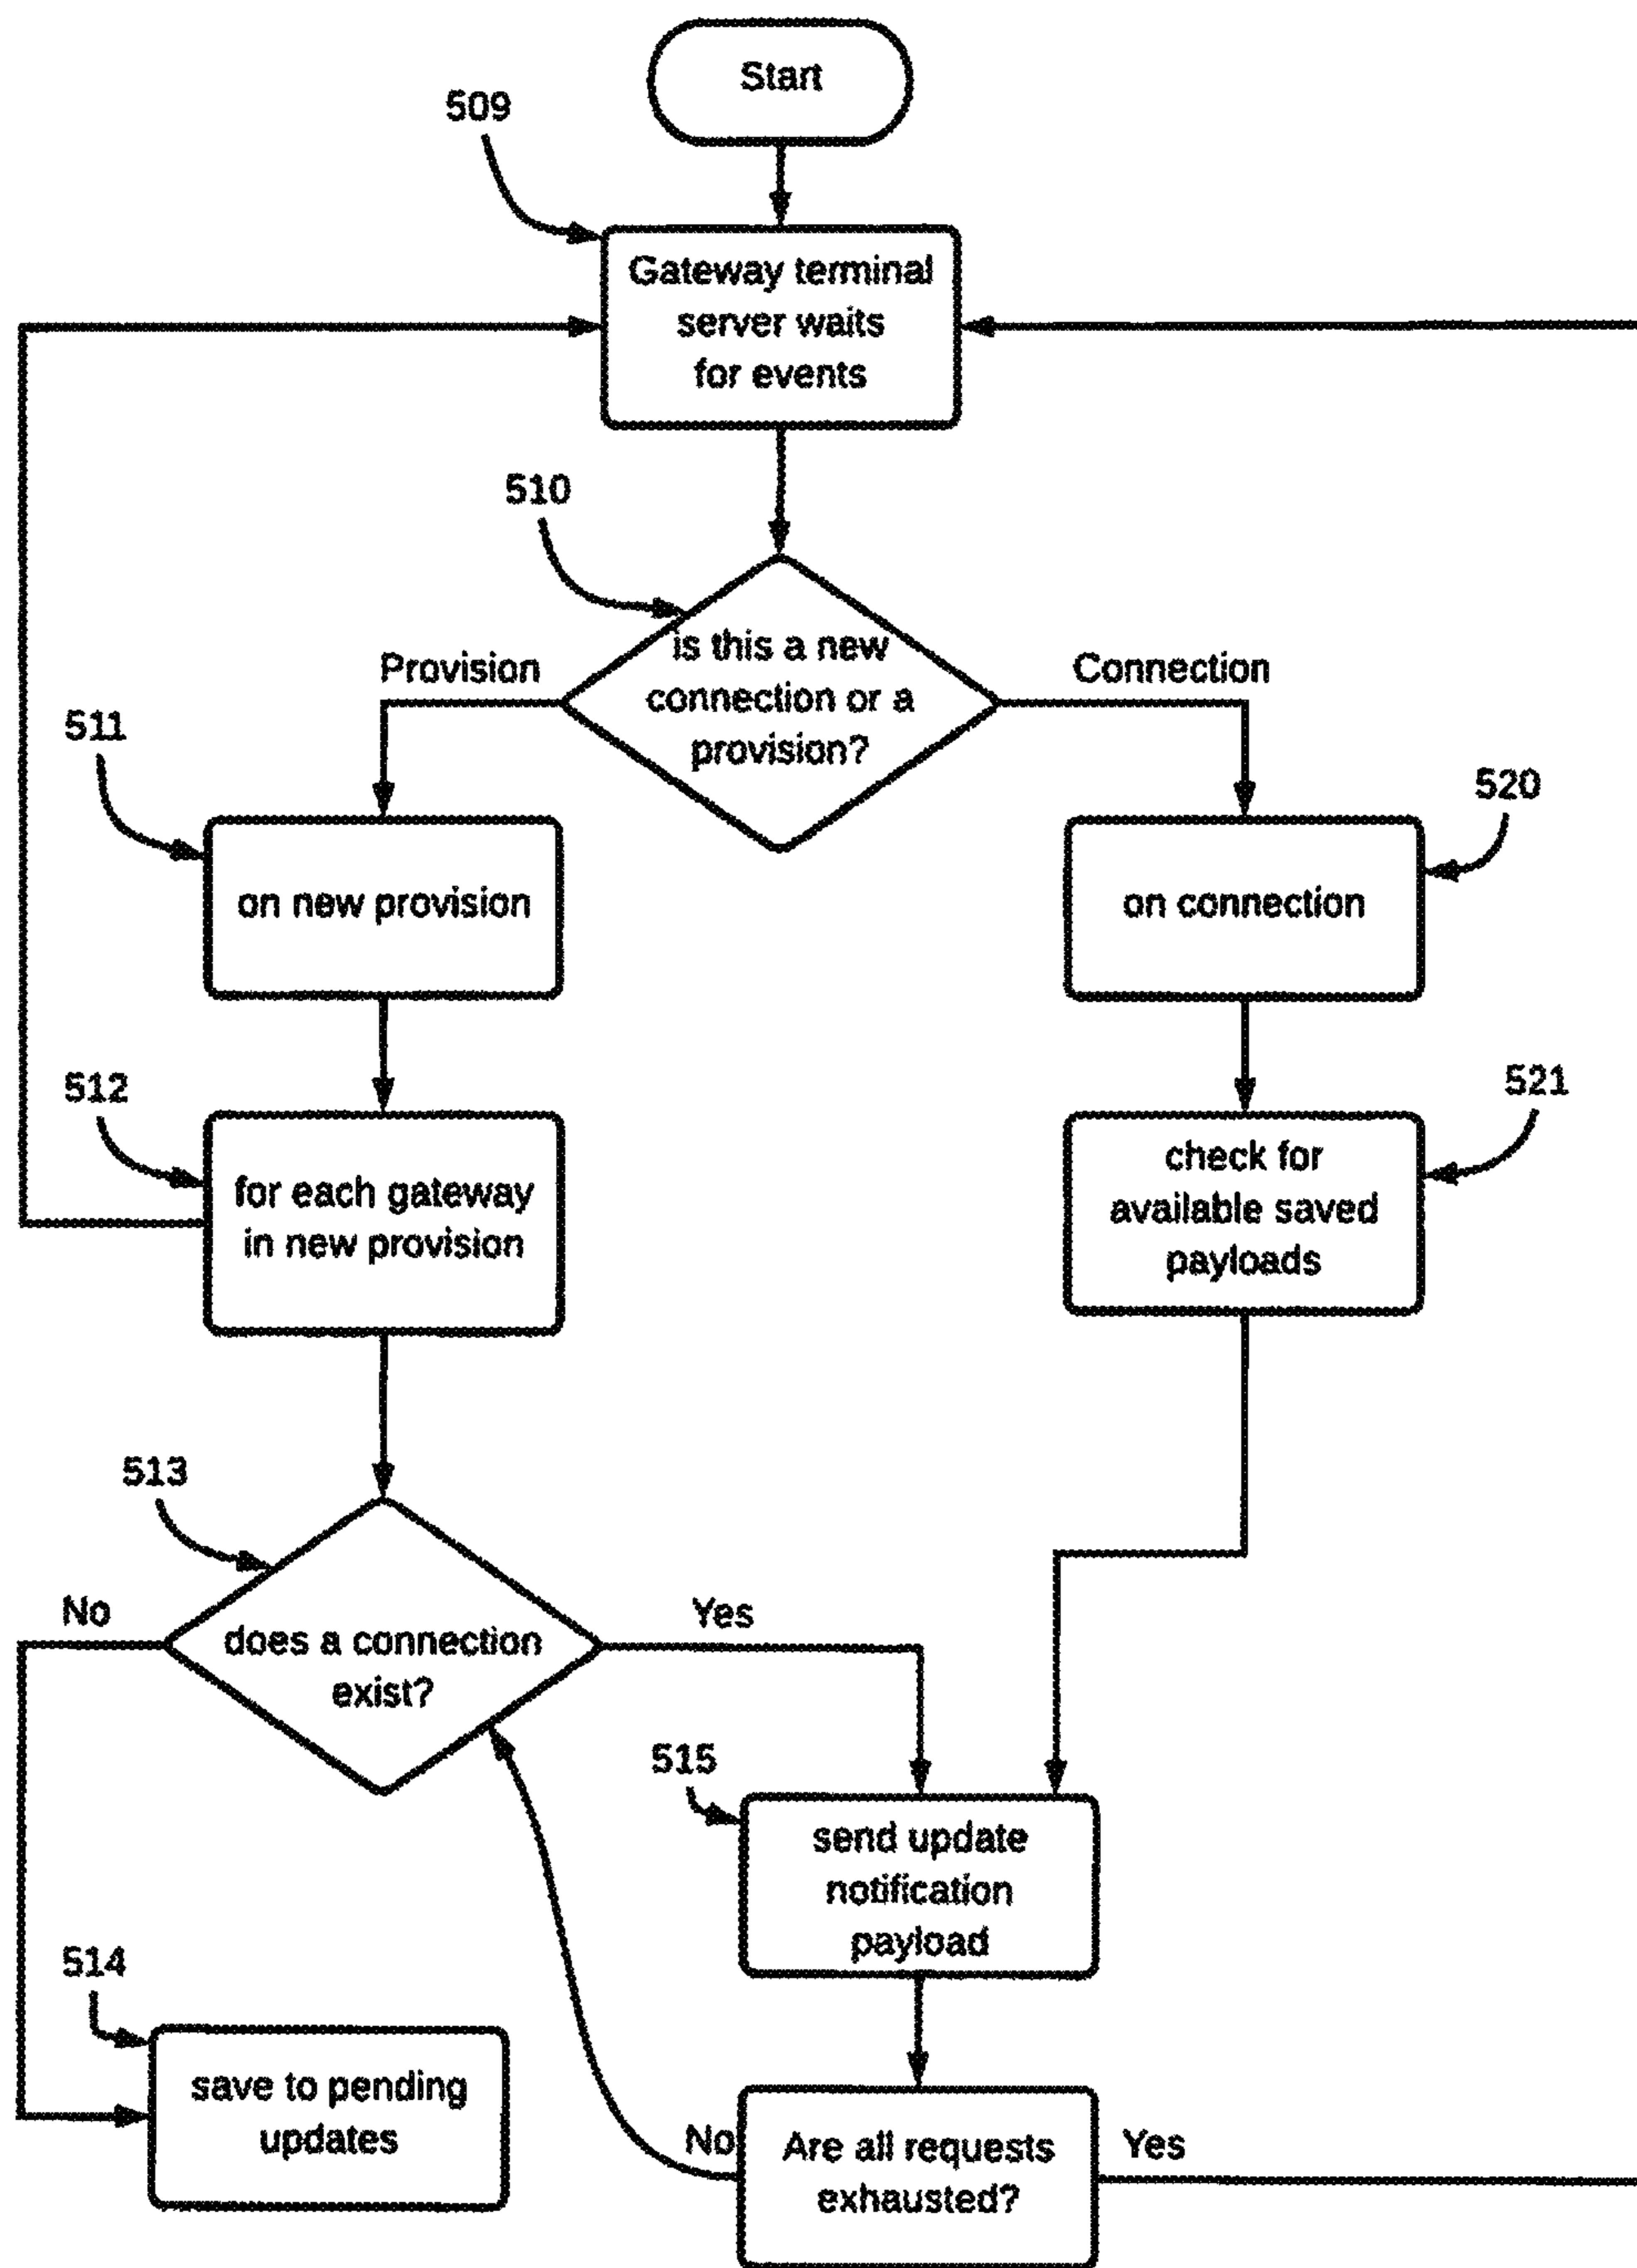 Start
509
Gateway terminal
server waits
for events
510
is this a new
connection or a
provision?
Provision
Connection
511
520
on new provision
on connection
512
521
for each gateway
in new provision
check for
available saved
payloads
513
No
does a connection
exist?
Yes
515
send update
notification
payload
514
save to pending
updates
No
Are all requests
exhausted?
Yes